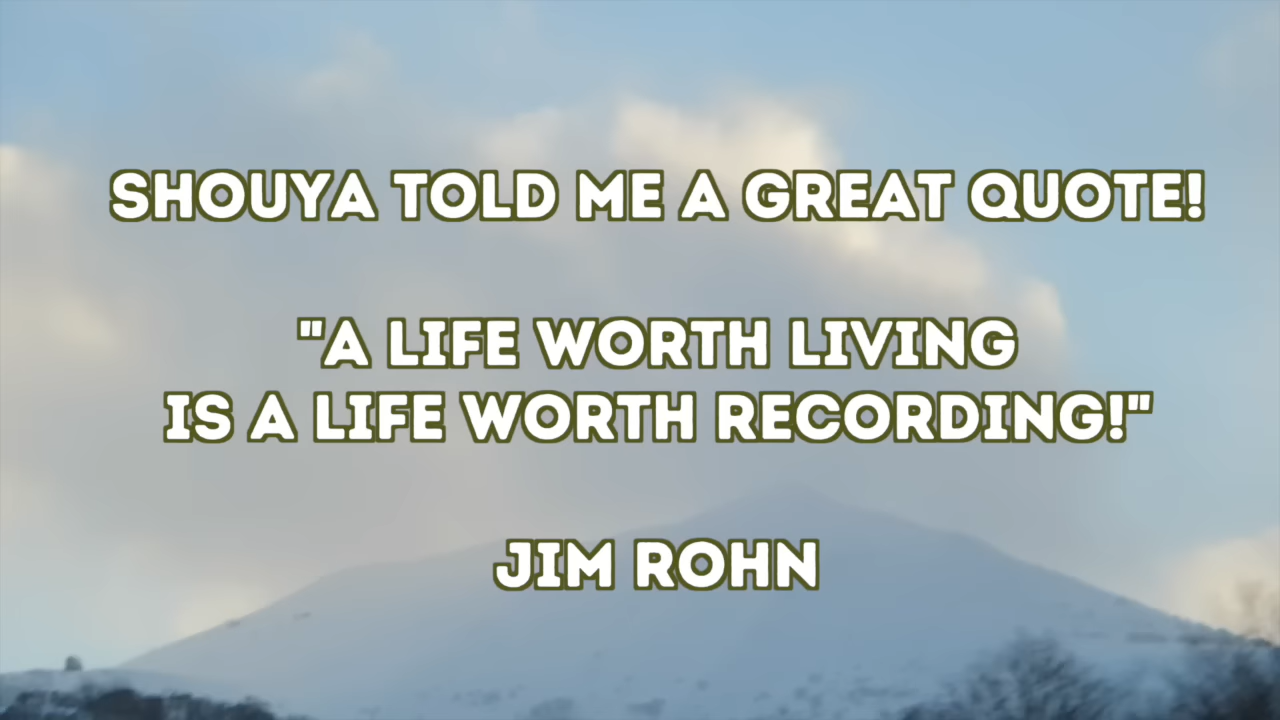 SHOUYA TOLD ME A GREAT QUOTE!
"A LIFE WORTH LIVING
IS A LIFE WORTH RECORDING!"
JIM ROHN